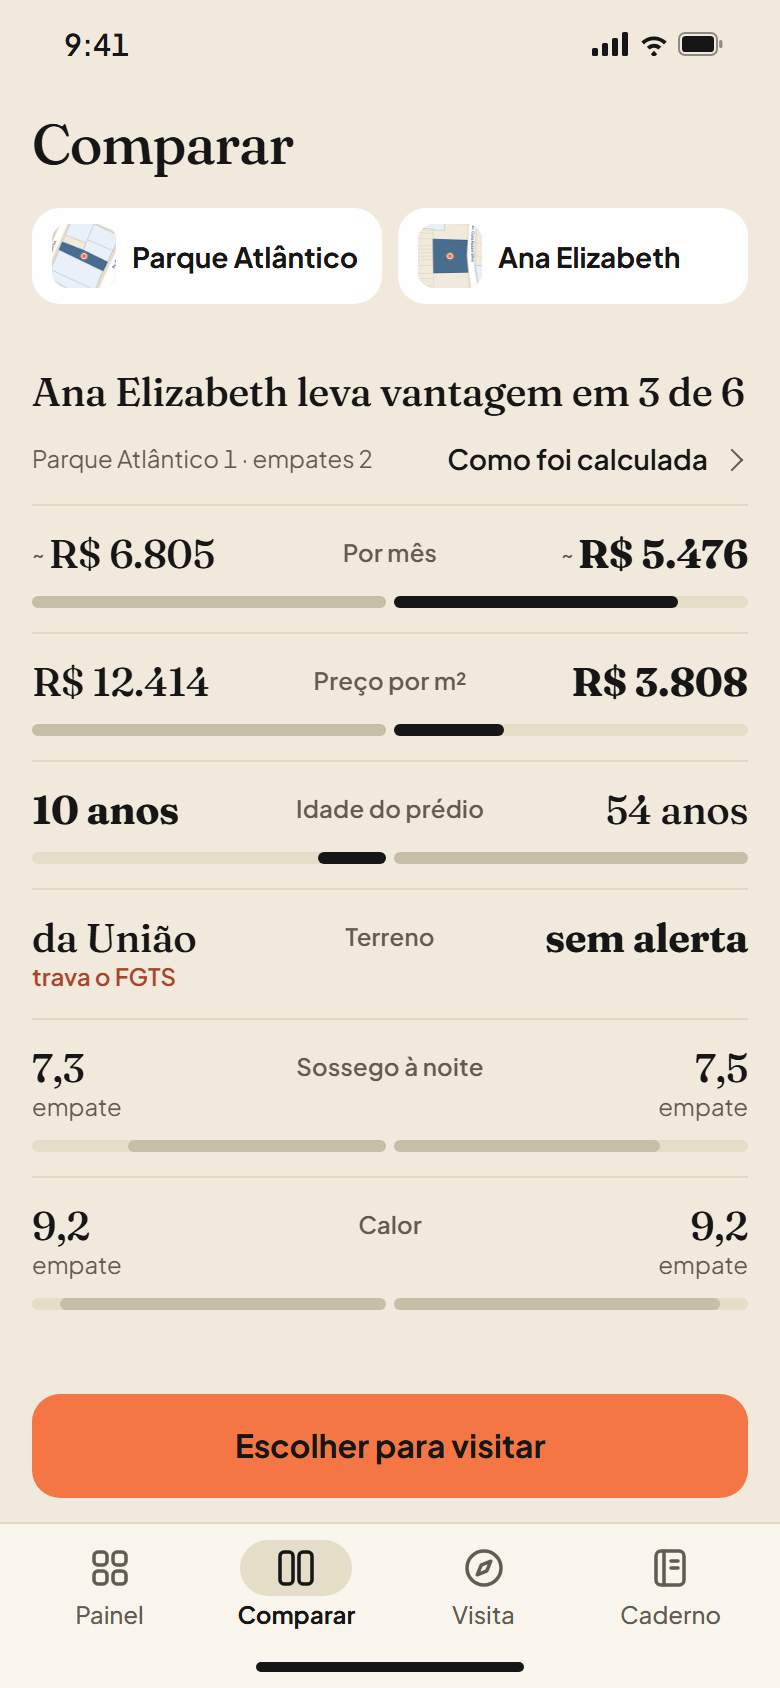 9:41
Comparar
Parque Atlântico
Ana Elizabeth
Ana Elizabeth leva vantagem em 3 de 6
Parque Atlântico 1 · empates 2
Como foi calculada
~ R$ 6.805 Por mês ~ R$ 5.476
R$ 12.414 Preço por m² R$ 3.808
10 anos Idade do prédio 54 anos
da União Terreno sem alerta
trava o FGTS
7,3 Sossego à noite 7,5
empate empate
9,2 Calor 9,2
empate empate
Escolher para visitar
Painel Comparar Visita Caderno